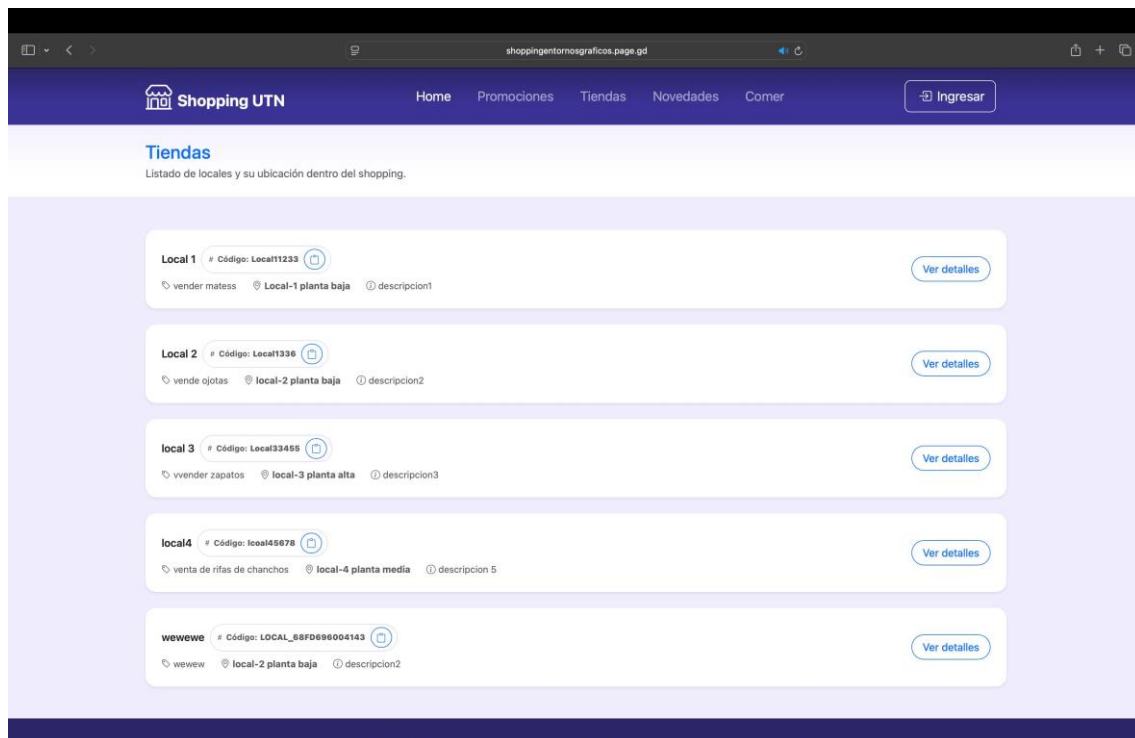 shoppingentornosgraficos.page.gd
Shopping UTN Home Promociones Tiendas Novedades Comer Ingresar
Tiendas
Listado de locales y su ubicación dentro del shopping.
Local 1 # Código: Local11233
Ver detalles
vender matess Local-1 planta baja descripcion1
Local 2 # Código: Local1336
Ver detalles
vende ojotas local-2 planta baja descripcion2
local 3 # Código: Local33455
Ver detalles
vvender zapatos local-3 planta alta descripcion3
local4 # Código: lcoal45678
Ver detalles
venta de rifas de chanchos local-4 planta media descripcion 5
wewewe # Código: LOCAL_68FD696004143
Ver detalles
wewew local-2 planta baja descripcion2